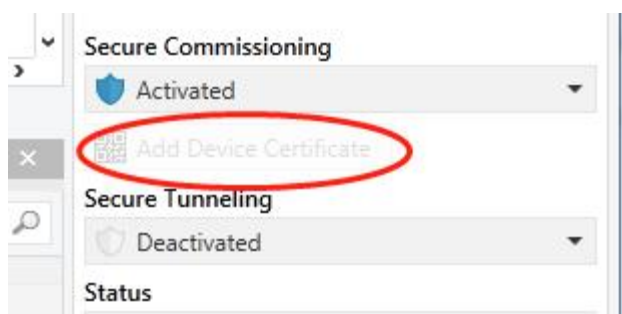 Secure Commissioning
Activated
Add Device Certificate
Secure Tunneling
Deactivated
Status